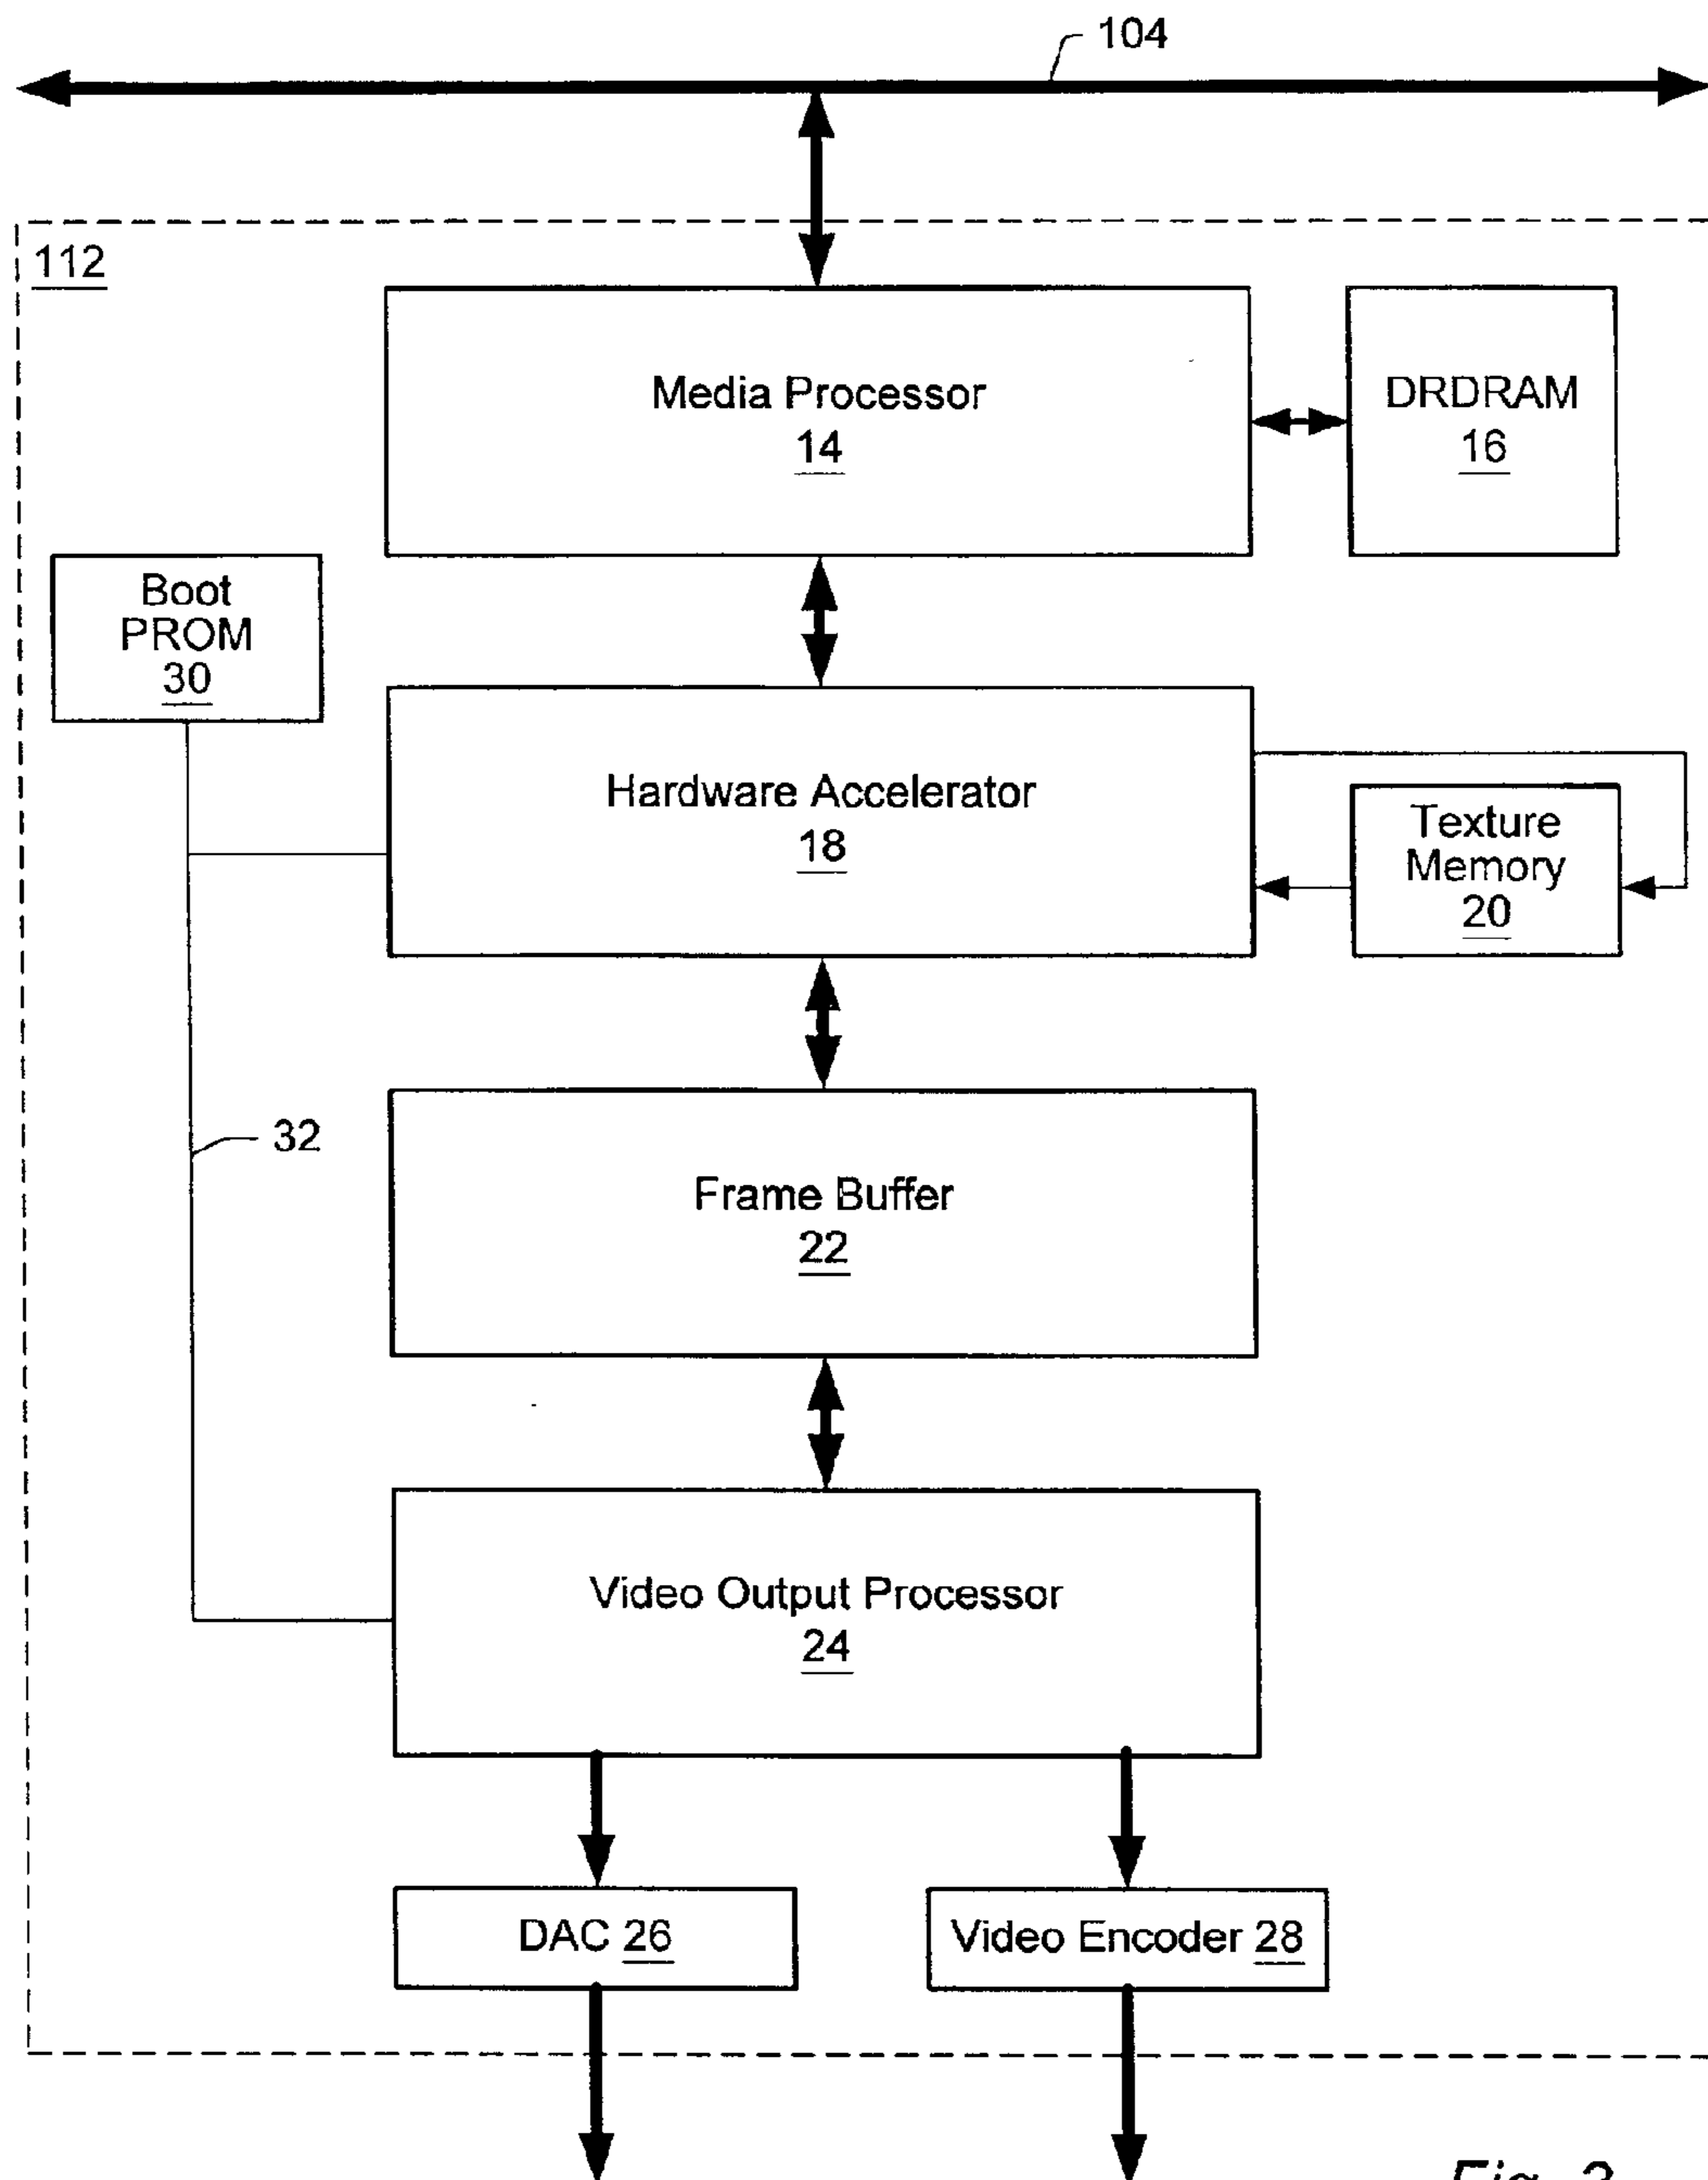 104
112
Media Processor
14
DRDRAM
16
Boot
PROM
30
Hardware Accelerator
18
Texture
Memory
20
32
Frame Buffer
22
Video Output Processor
24
DAC 26
Video Encoder 28
Fig.